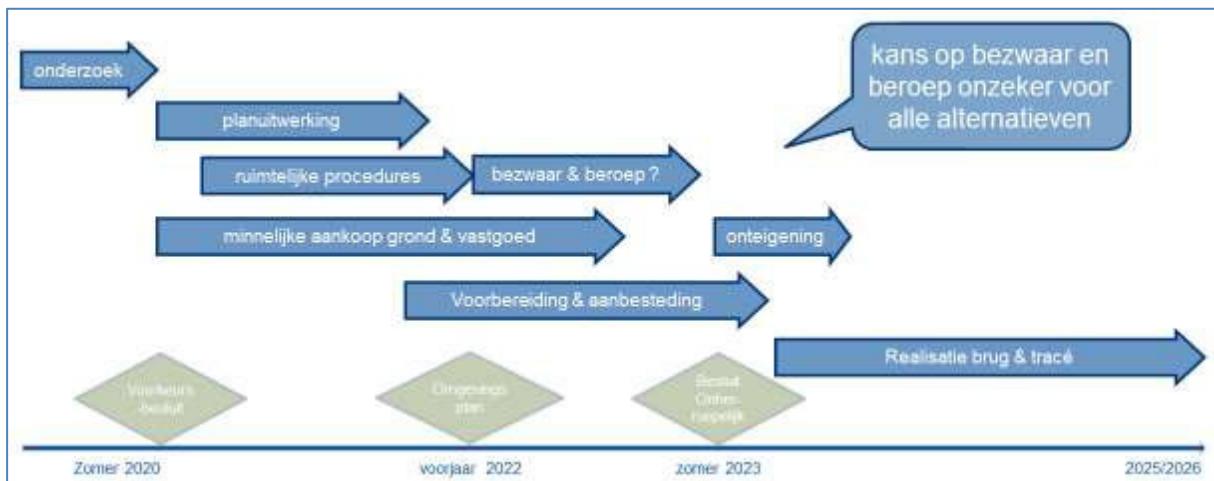 onderzoek
kans op bezwaar en
beroep onzeker voor
alle alternatieven
planuitwerking
ruimtelijke procedures
bezwaar & beroep ?
minnelijke aankoop grond & vastgoed
onteigening
Voorbereiding & aanbesteding
Realisatie brug & tracé
Voorkeurs
-besluit
Omgevings
plan
Besluit
Onher-
roepelijk
Zomer 2020
voorjaar 2022
zomer 2023
2025/2026